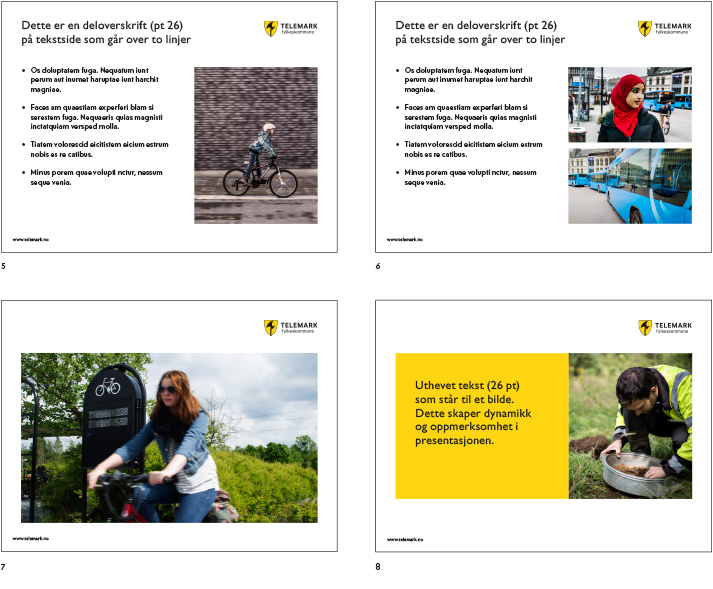 Dette er en deloverskrift (pt 26)
på tekstside som går over to linjer
TELEMARK
fylkeskommune
• Os doluptatem fuga. Nequatum iunt
perum aut inumet haruptae iunt harchit
magniae.
• Faces am quaestiam experferi blam si
serestem fuga. Nequaeris quias magnisti
inctatquiam versped molla.
• Tiatem volorescid eicitistem eicium estrum
nobis es re catibus.
• Minus porem quae volupti nctur, nessum
seque venia.
www.telemark.no
5
Dette er en deloverskrift (pt 26)
på tekstside som går over to linjer
TELEMARK
fylkeskommune
• Os doluptatem fuga. Nequatum iunt
perum aut inumet haruptae iunt harchit
magniae.
• Faces am quaestiam experferi blam si
serestem fuga. Nequaeris quias magnisti
inctatquiam versped molla.
• Tiatem volorescid eicitistem eicium estrum
nobis es re catibus.
• Minus porem quae volupti nctur, nessum
seque venia.
www.telemark.no
6
TELEMARK
fylkeskommune
www.telemark.no
7
TELEMARK
fylkeskommune
Uthevet tekst (26 pt)
som står til et bilde.
Dette skaper dynamikk
og oppmerksomhet i
presentasjonen.
www.telemark.no
8